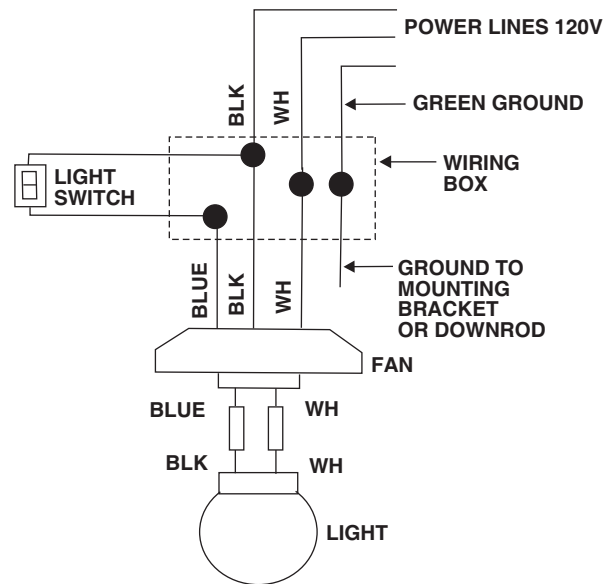 POWER LINES 120V
BLK
WH
GREEN GROUND
WIRING
BOX
LIGHT
SWITCH
BLUE
BLK
WH
GROUND TO
MOUNTING
BRACKET
OR DOWNROD
FAN
BLUE
WH
BLK
WH
LIGHT